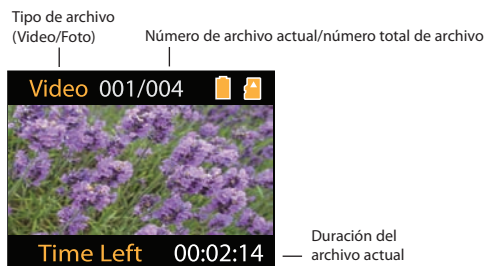 Tipo de archivo
(Video/Foto)
Número de archivo actual/número total de archivo
Video 001/004
Time Left 00:02:14
Duración del
archivo actual